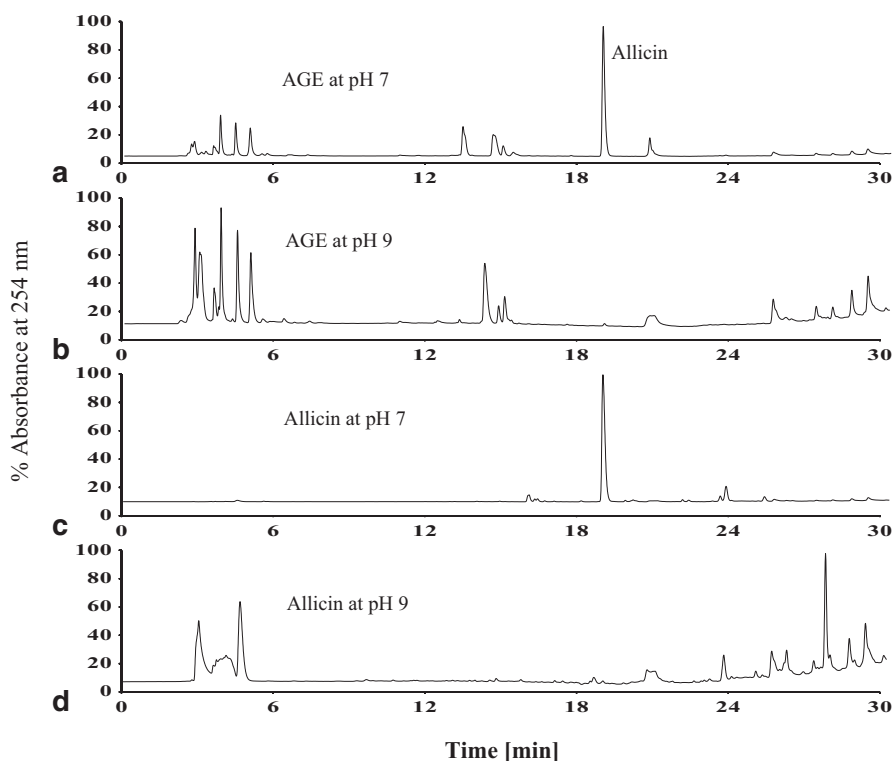 % Absorbance at 254 nm
100
80
60
40
20
0
AGE at pH 7
Allicin
a
0 6 12 18 24 30
100
80
60
40
20
0
AGE at pH 9
b
0 6 12 18 24 30
100
80
60
40
20
0
Allicin at pH 7
c
0 6 12 18 24 30
100
80
60
40
20
0
Allicin at pH 9
d
0 6 12 18 24 30
Time [min]